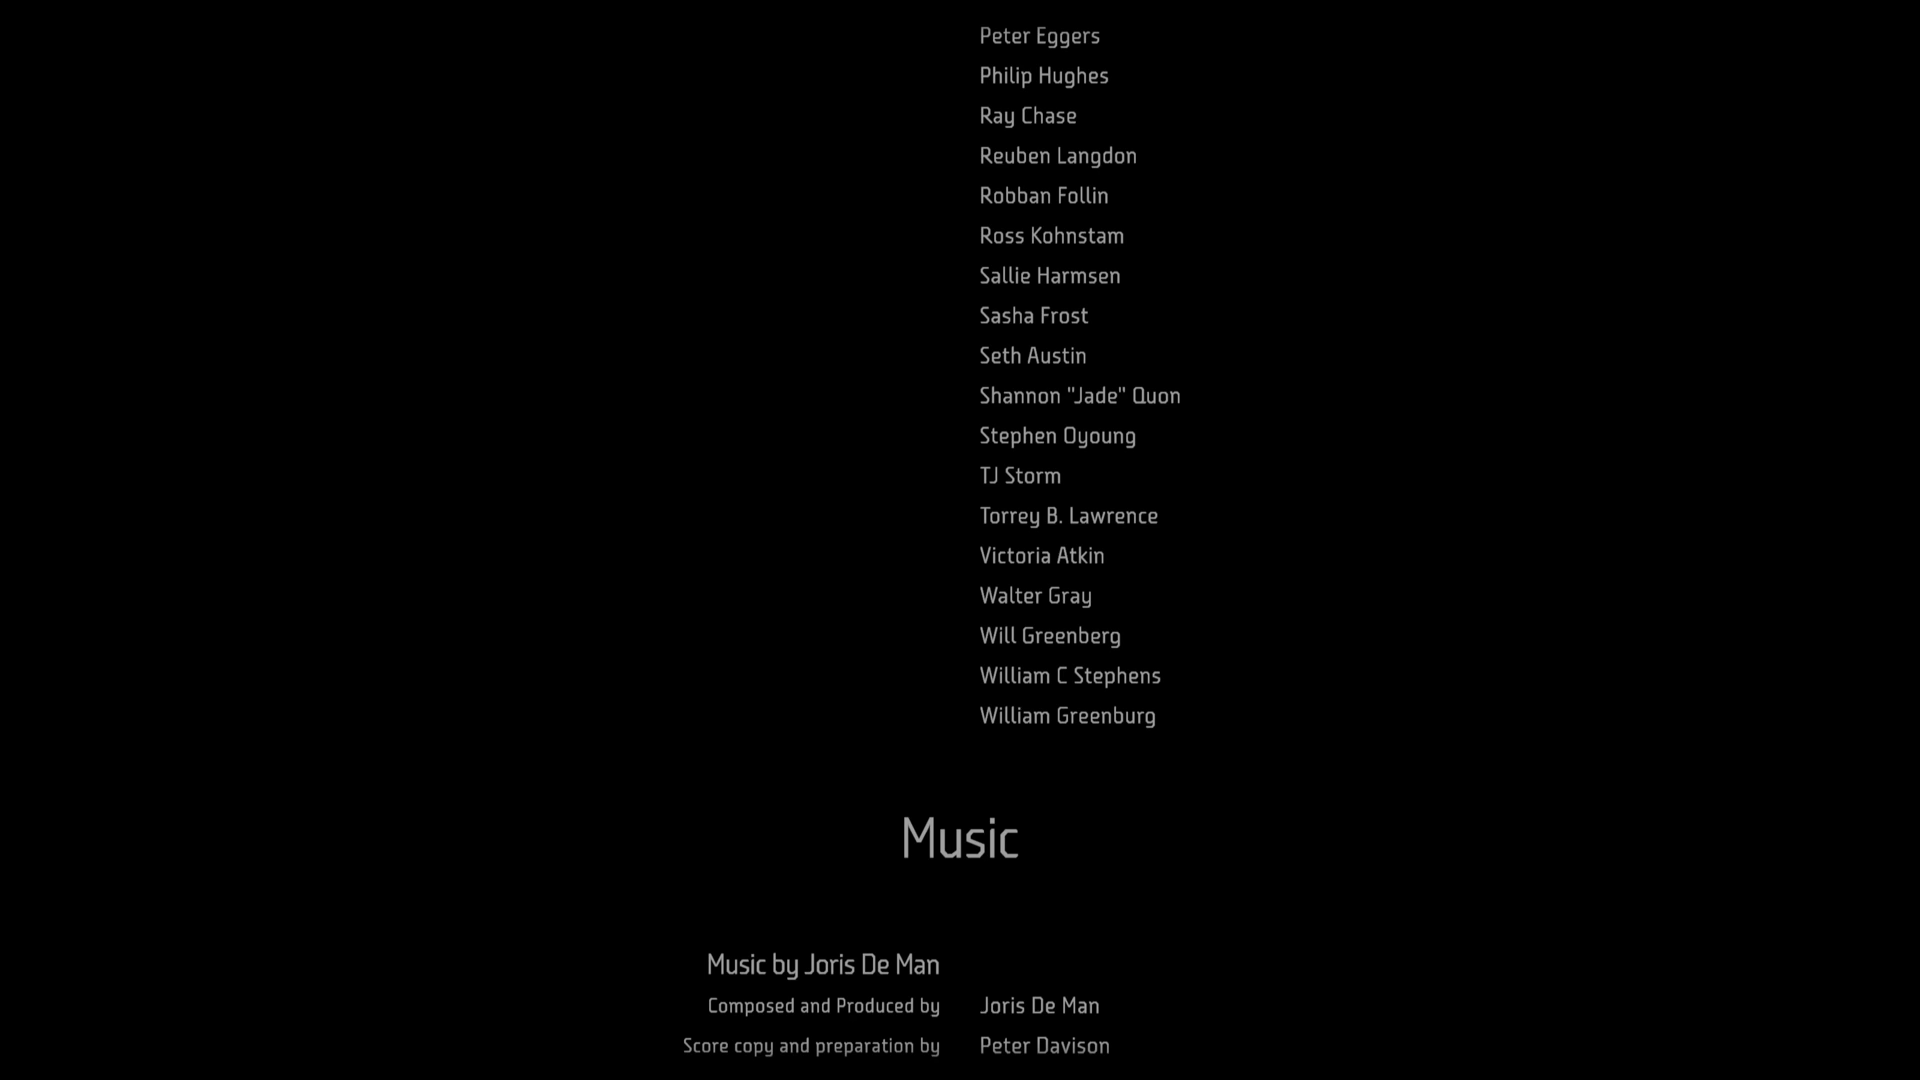 Peter Eggers
Philip Hughes
Ray Chase
Reuben Langdon
Robban Follin
Ross Kohnstam
Sallie Harmsen
Sasha Frost
Seth Austin
Shannon "Jade" Quon
Stephen Oyoung
TJ Storm
Torrey B. Lawrence
Victoria Atkin
Walter Gray
Will Greenberg
William C Stephens
William Greenburg
Music
Music by Joris De Man
Composed and Produced by Joris De Man
Score copy and preparation by Peter Davison